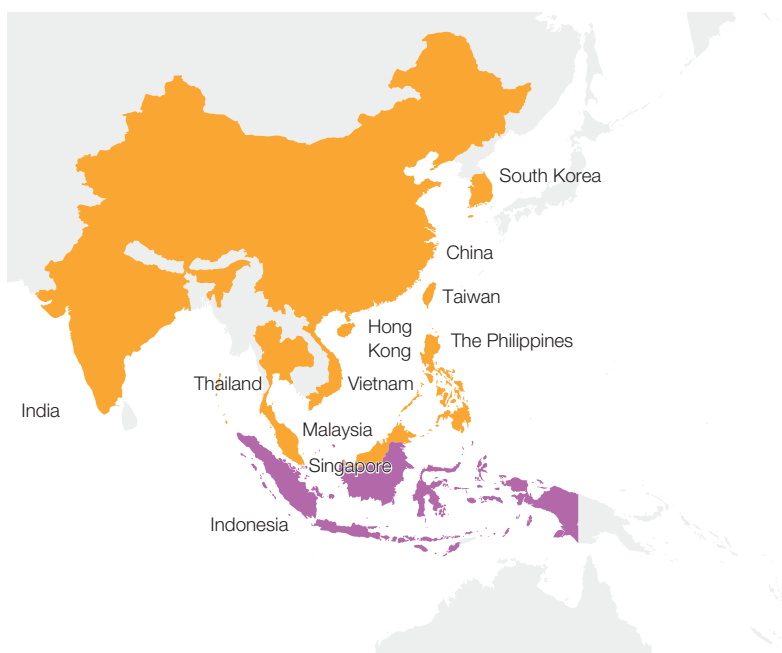 South Korea
China
Taiwan
Hong
Kong
The Philippines
Thailand
Vietnam
India
Malaysia
Singapore
Indonesia